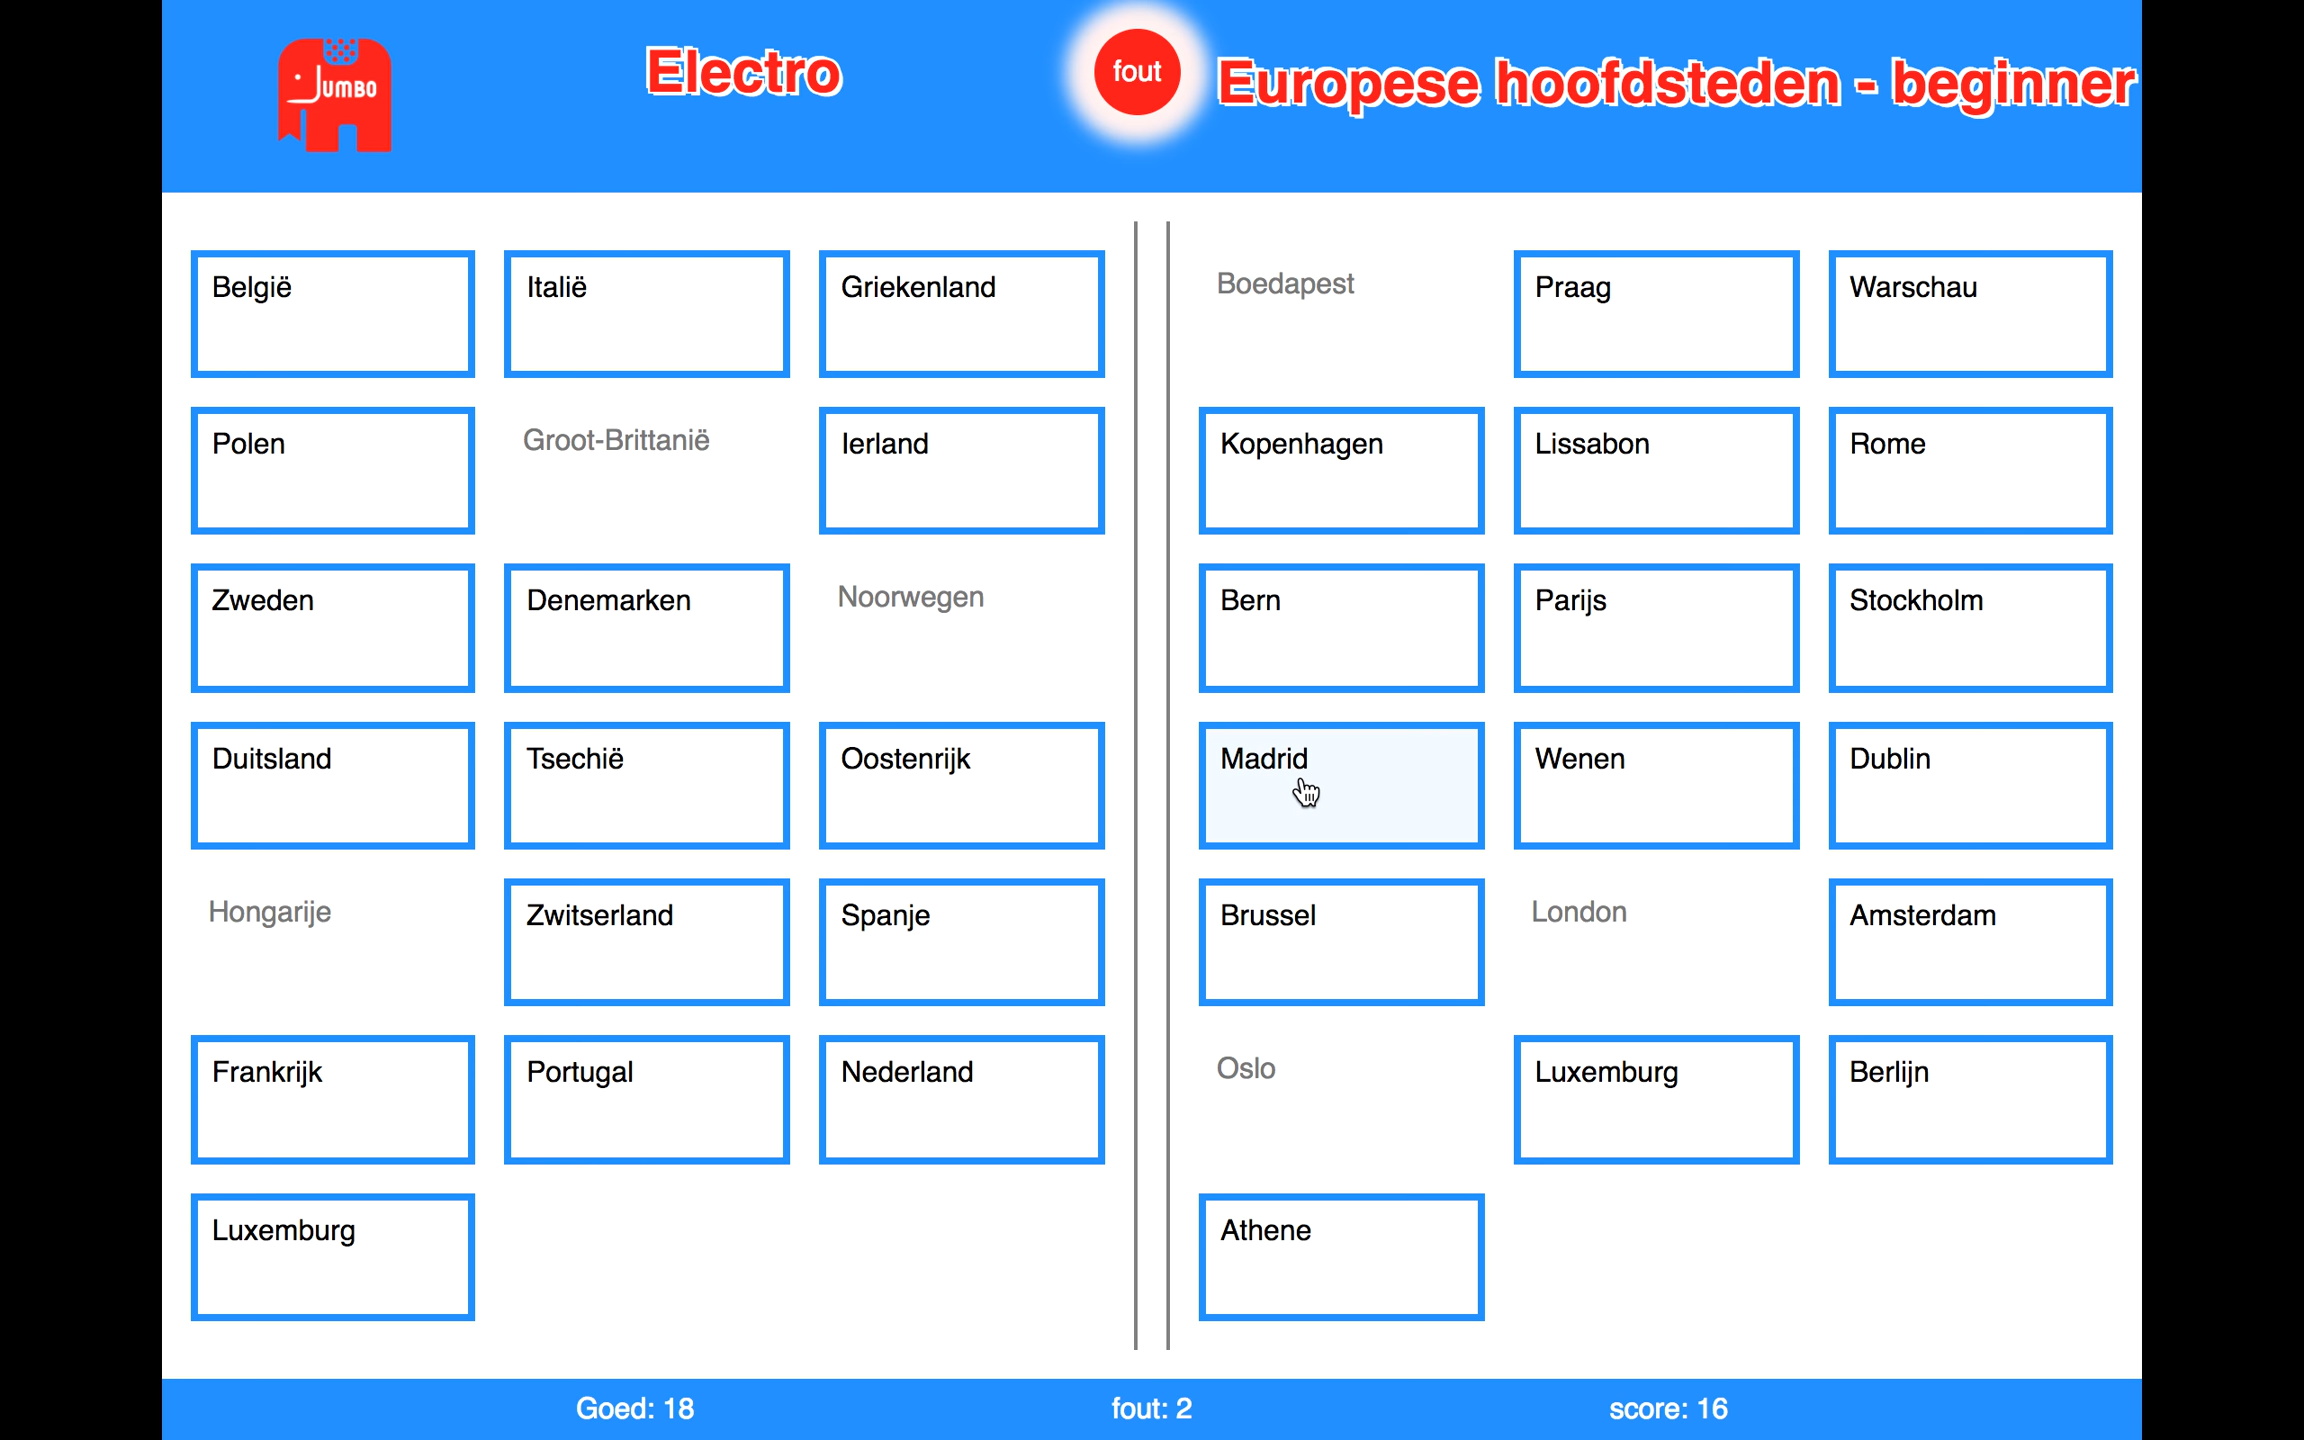 JUMBO
Electro
fout
Europese hoofdsteden - beginner
België Italië Griekenland Boedapest Praag Warschau
Polen Groot-Brittanië Ierland Kopenhagen Lissabon Rome
Zweden Denemarken Noorwegen Bern Parijs Stockholm
Duitsland Tsechië Oostenrijk Madrid Wenen Dublin
Hongarije Zwitserland Spanje Brussel London Amsterdam
Frankrijk Portugal Nederland Oslo Luxemburg Berlijn
Luxemburg Athene
Goed: 18 fout: 2 score: 16